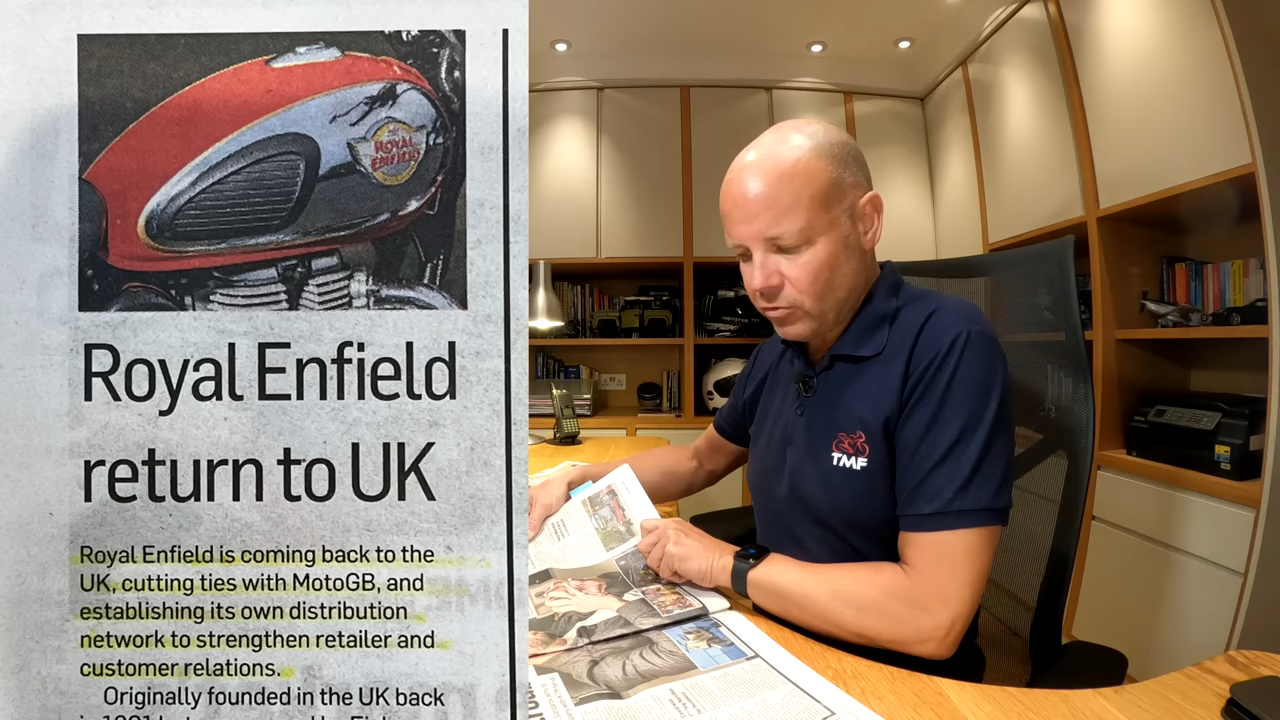 ROYAL
ENFIELD
Royal Enfield
return to UK
Royal Enfield is coming back to the
UK, cutting ties with MotoGB, and
establishing its own distribution
network to strengthen retailer and
customer relations.
Originally founded in the UK back
TMF